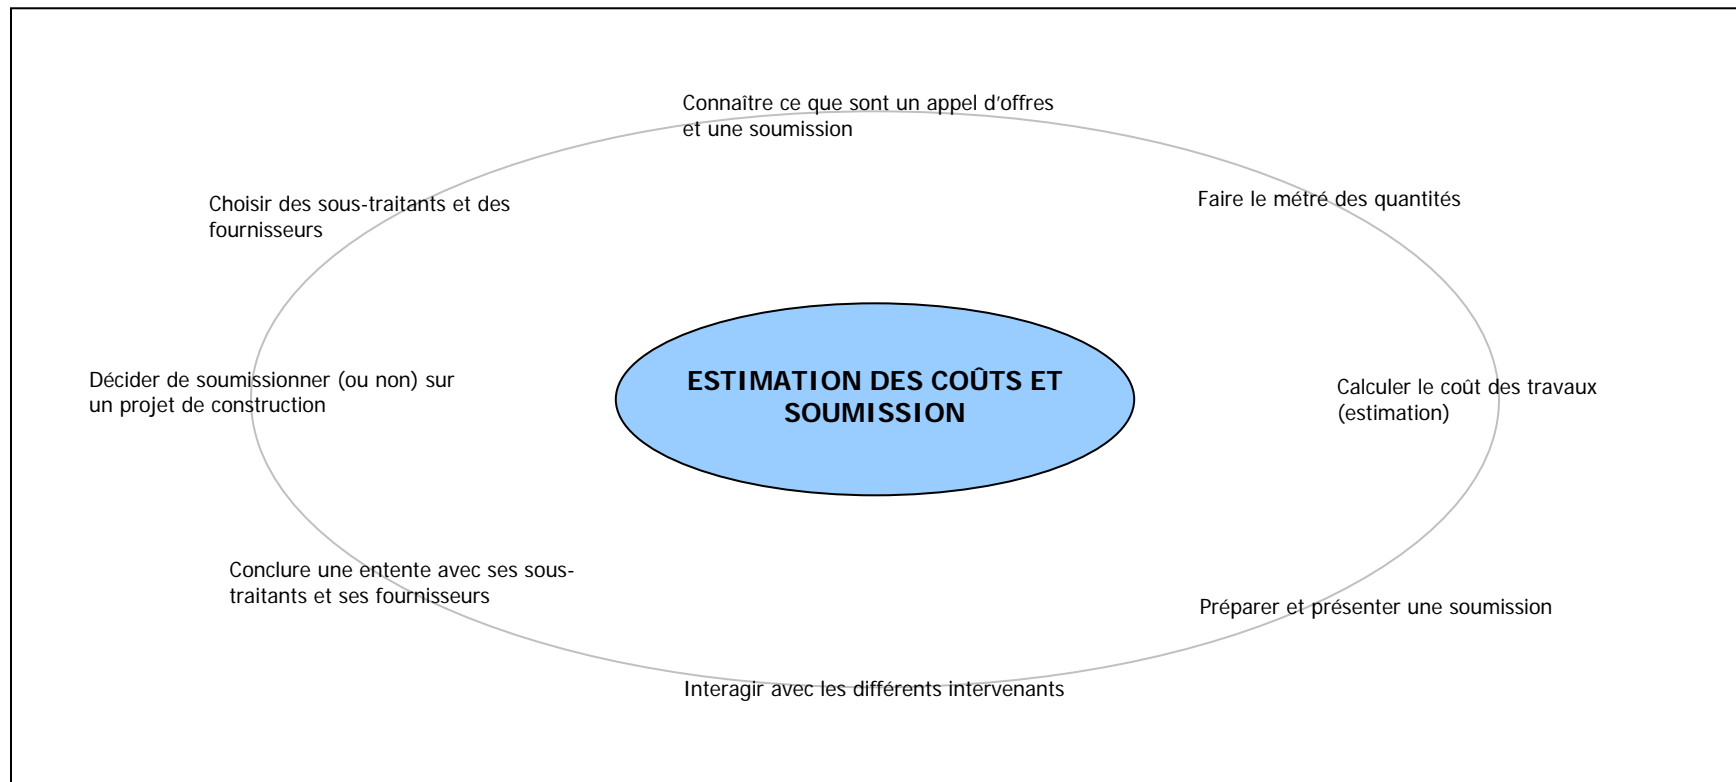 Connaître ce que sont un appel d'offres
et une soumission
Choisir des sous-traitants et des
fournisseurs
Faire le métré des quantités
Décider de soumissionner (ou non) sur
un projet de construction
ESTIMATION DES COÛTS ET
SOUMISSION
Calculer le coût des travaux
(estimation)
Conclure une entente avec ses sous-
traitants et ses fournisseurs
Préparer et présenter une soumission
Interagir avec les différents intervenants